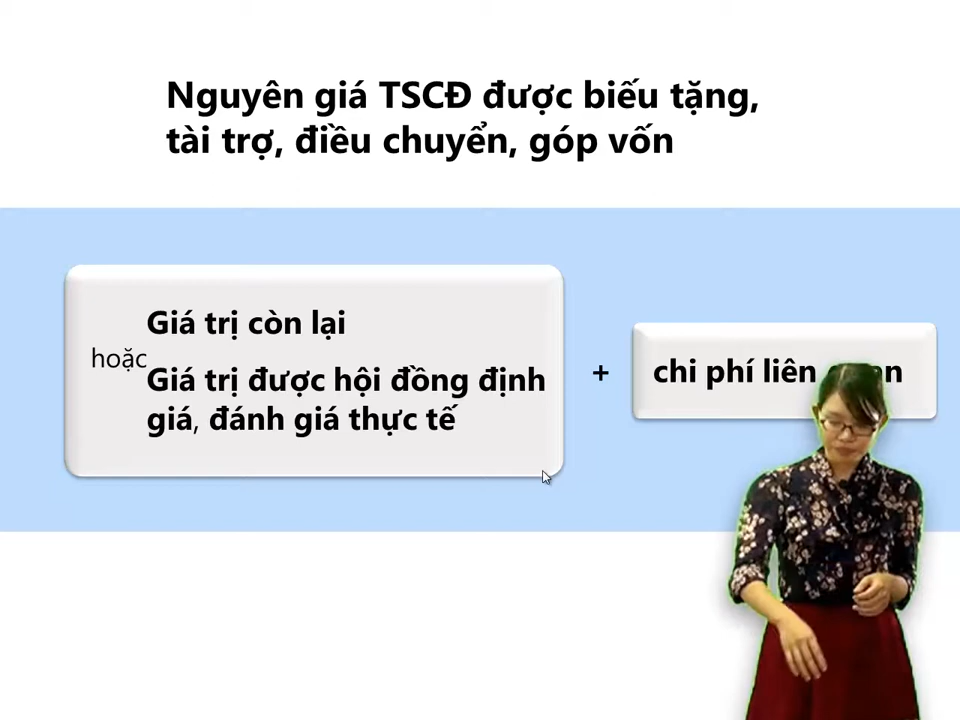 Nguyên giá TSCĐ được biếu tặng,
tài trợ, điều chuyển, góp vốn
Giá trị còn lại
hoặc
Giá trị được hội đồng định
giá, đánh giá thực tế
+
chi phí liên